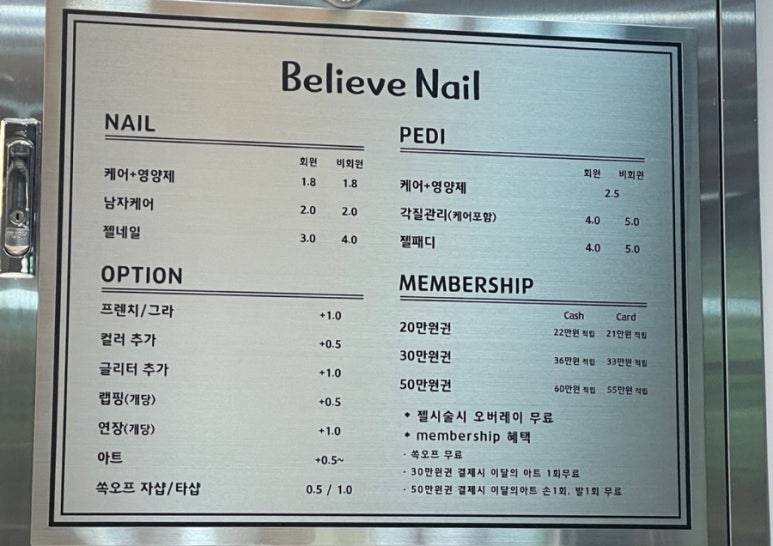 Believe Nail
NAIL
회원 비회원
케어+영양제 1.8 1.8
남자케어 2.0 2.0
젤네일 3.0 4.0
OPTION
프렌치/그라 +1.0
컬러 추가 +0.5
글리터 추가 +1.0
랩핑(개당) +0.5
연장(개당) +1.0
아트 +0.5~
쏙오프 자샵/타샵 0.5 / 1.0
PEDI
회원 비회원
케어+영양제 2.5
각질관리(케어포함) 4.0 5.0
젤패디 4.0 5.0
MEMBERSHIP
Cash Card
20만원권 22만원 적립 21만원 적립
30만원권 36만원 적립 33만원 적립
50만원권 60만원 적립 55만원 적립
* 젤시술시 오버레이 무료
* membership 혜택
· 쏙오프 무료
· 30만원권 결제시 이달의 아트 1회무료
· 50만원권 결제시 이달의아트 손1회, 발1회 무료